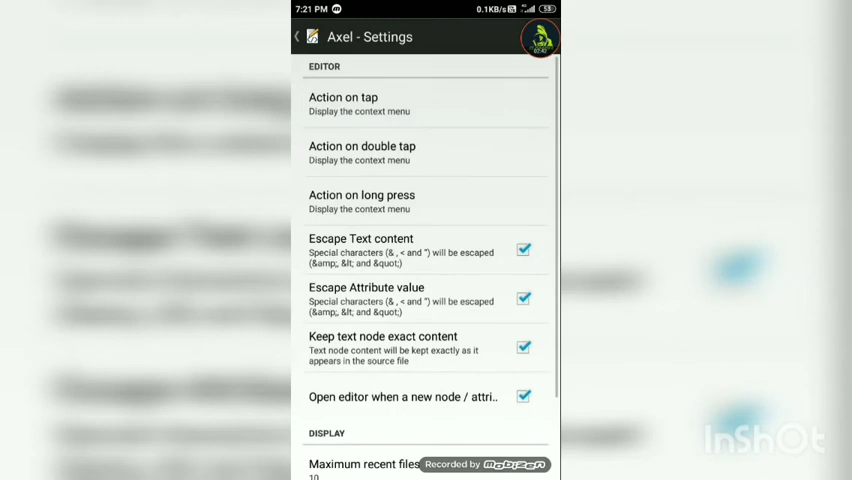 7:21 PM
0.1KB/s
53
Axel - Settings
02:42
EDITOR
Action on tap
Display the context menu
Action on double tap
Display the context menu
Action on long press
Display the context menu
Escape Text content
Special characters (& , < and ") will be escaped
(&amp;, &lt; and &quot;)
Escape Attribute value
Special characters (& , < and ") will be escaped
(&amp;, &lt; and &quot;)
Keep text node exact content
Text node content will be kept exactly as it
appears in the source file
Open editor when a new node / attri..
DISPLAY
Maximum recent files
10
Recorded by mobizen
InShOt